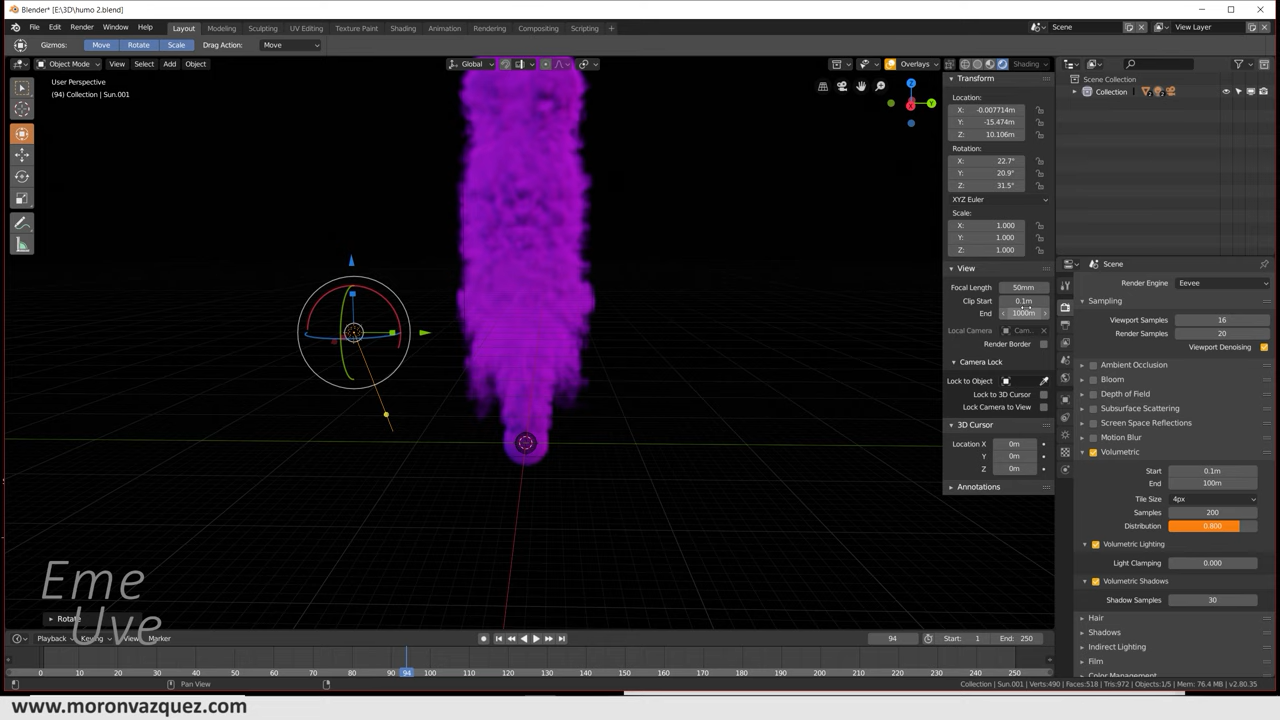 Blender* [E:\3D\humo 2.blend]
File Edit Render Window Help Layout Modeling Sculpting UV Editing Texture Paint Shading Animation Rendering Compositing Scripting + Scene View Layer
Gizmos: Move Rotate Scale Drag Action: Move
Object Mode View Select Add Object Global Overlays Shading
User Perspective
(94) Collection | Sun.001
Transform
Location:
X: -0.007714m
Y: -15.474m
Z: 10.106m
Rotation:
X: 22.7°
Y: 20.9°
Z: 31.5°
XYZ Euler
Scale:
X: 1.000
Y: 1.000
Z: 1.000
View
Focal Length 50mm
Clip Start 0.1m
End 1000m
Local Camera Cam...
Render Border
Camera Lock
Lock to Object
Lock to 3D Cursor
Lock Camera to View
3D Cursor
Location X 0m
Y 0m
Z 0m
Annotations
Scene Collection
Collection
Scene
Render Engine Eevee
Sampling
Viewport Samples 16
Render Samples 20
Viewport Denoising
Ambient Occlusion
Bloom
Depth of Field
Subsurface Scattering
Screen Space Reflections
Motion Blur
Volumetric
Start 0.1m
End 100m
Tile Size 4px
Samples 200
Distribution 0.800
Volumetric Lighting
Light Clamping 0.000
Volumetric Shadows
Shadow Samples 30
Hair
Shadows
Indirect Lighting
Film
Color Management
Eme
Uve
Rotate
Playback Keying View Marker 94 Start: 1 End: 250
0 10 20 30 40 50 60 70 80 90 94 100 110 120 130 140 150 160 170 180 190 200 210 220 230 240 250
Pan View Collection | Sun.001 | Verts:490 | Faces:518 | Tris:972 | Objects:1/5 | Mem: 76.4 MB | v2.80.35
www.moronvazquez.com